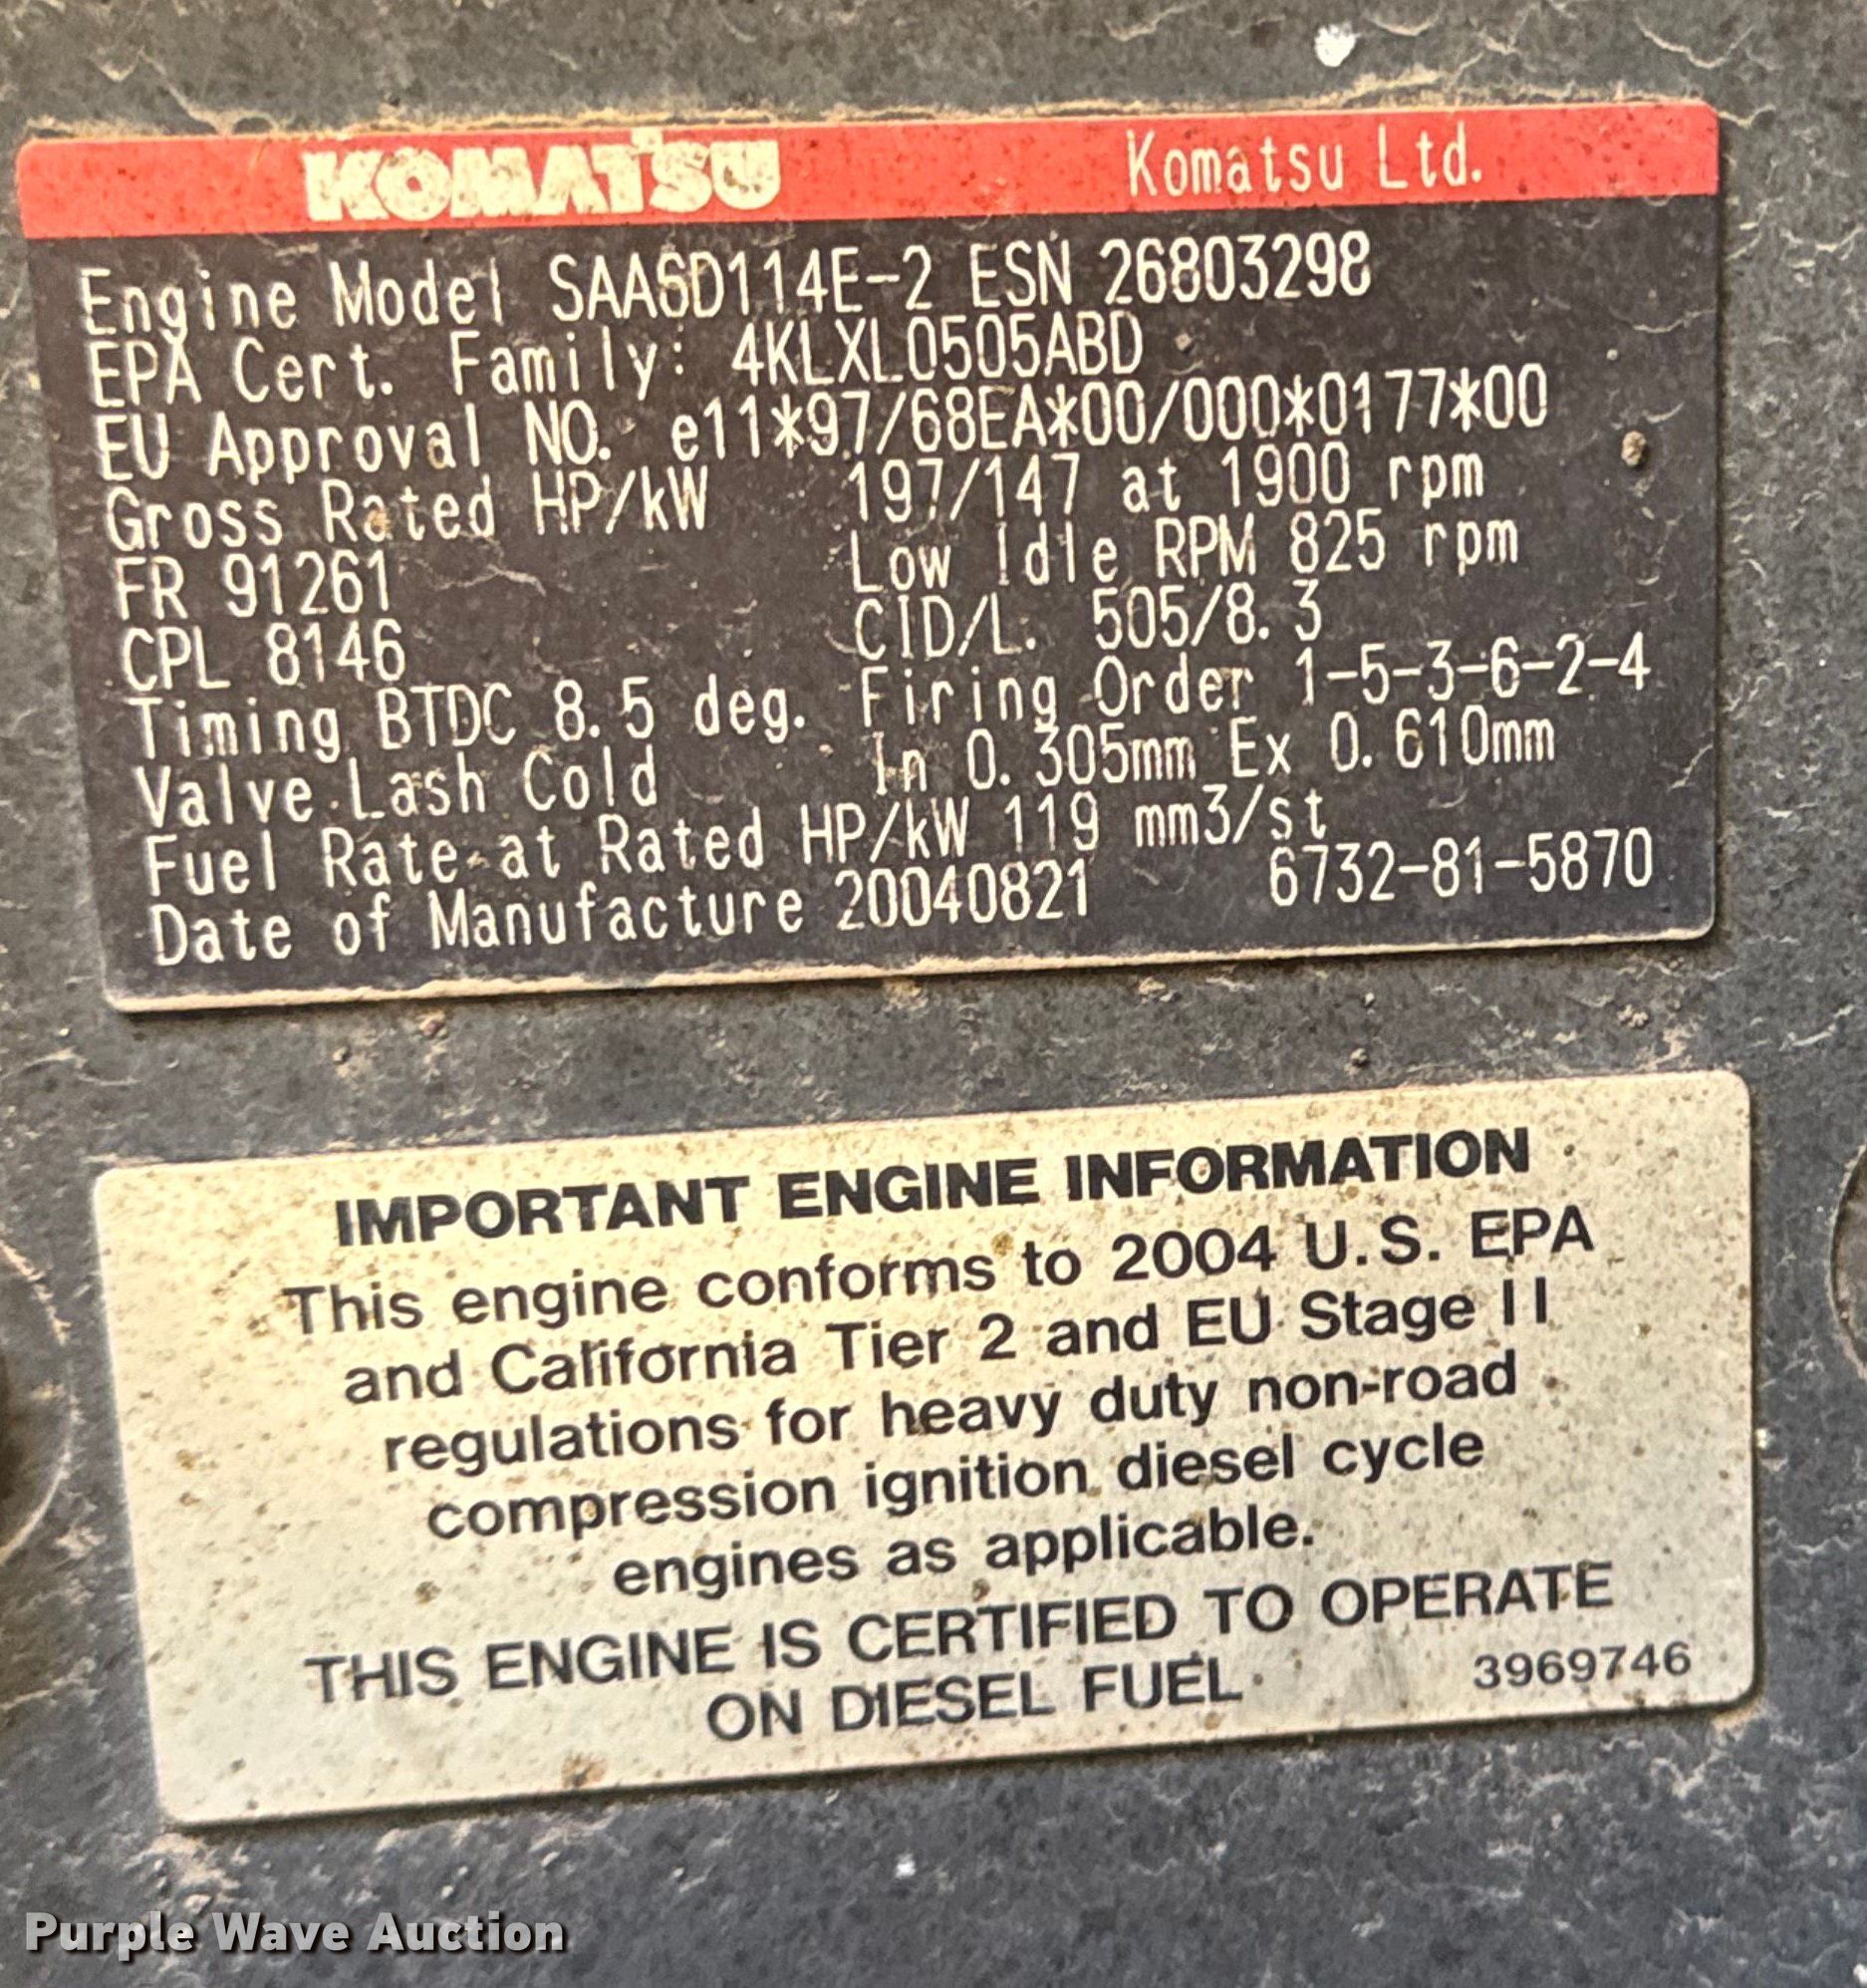 KOMATSU Komatsu Ltd.
Engine Model SAA6D114E-2 ESN 26803298
EPA Cert. Family: 4KLXL0505ABD
EU Approval NO. e11*97/68EA*00/000*0177*00
Gross Rated HP/kW 197/147 at 1900 rpm
FR 91261 Low Idle RPM 825 rpm
CPL 8146 CID/L. 505/8.3
Timing BTDC 8.5 deg. Firing Order 1-5-3-6-2-4
Valve Lash Cold In 0.305mm Ex 0.610mm
Fuel Rate at Rated HP/kW 119 mm3/st
Date of Manufacture 20040821 6732-81-5870
IMPORTANT ENGINE INFORMATION
This engine conforms to 2004 U.S. EPA
and California Tier 2 and EU Stage II
regulations for heavy duty non-road
compression ignition diesel cycle
engines as applicable.
THIS ENGINE IS CERTIFIED TO OPERATE
ON DIESEL FUEL 3969746
Purple Wave Auction